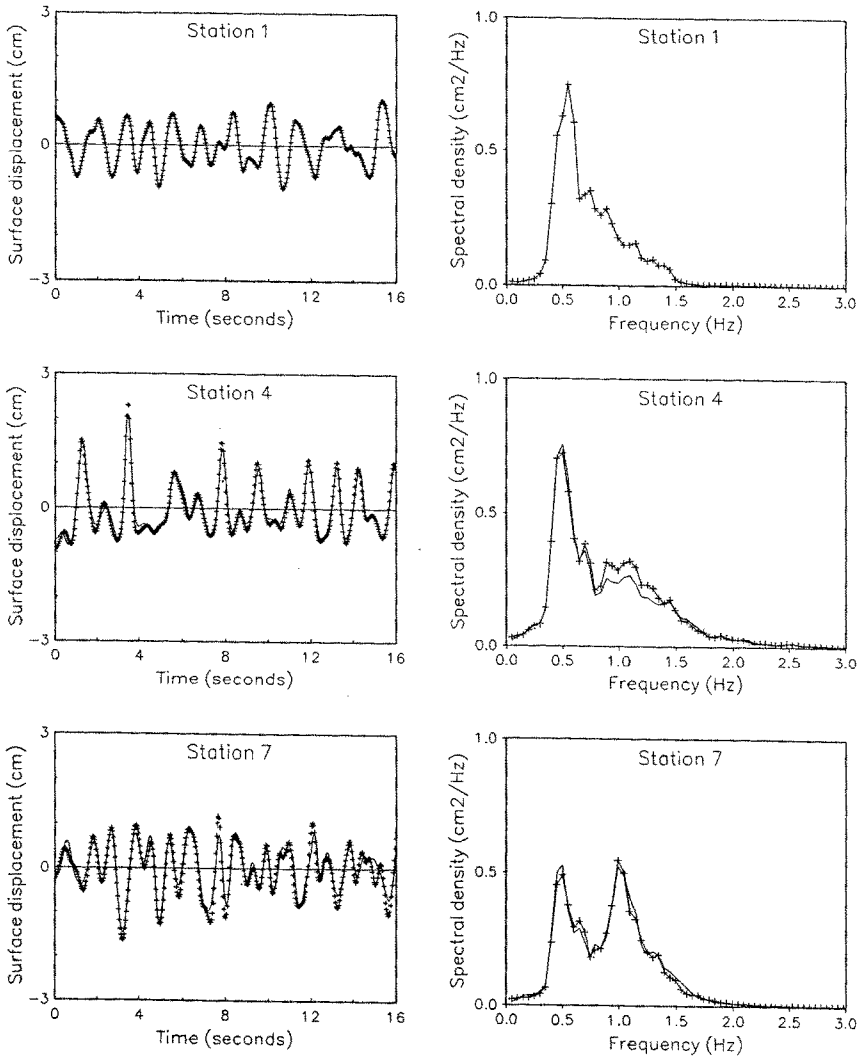 Station 1
3
0
-3
Surface displacement (cm)
0 4 8 12 16
Time (seconds)
Station 1
1.0
0.5
0.0
Spectral density (cm2/Hz)
0.0 0.5 1.0 1.5 2.0 2.5 3.0
Frequency (Hz)
Station 4
3
0
-3
Surface displacement (cm)
0 4 8 12 16
Time (seconds)
Station 4
1.0
0.5
0.0
Spectral density (cm2/Hz)
0.0 0.5 1.0 1.5 2.0 2.5 3.0
Frequency (Hz)
Station 7
3
0
-3
Surface displacement (cm)
0 4 8 12 16
Time (seconds)
Station 7
1.0
0.5
0.0
Spectral density (cm2/Hz)
0.0 0.5 1.0 1.5 2.0 2.5 3.0
Frequency (Hz)